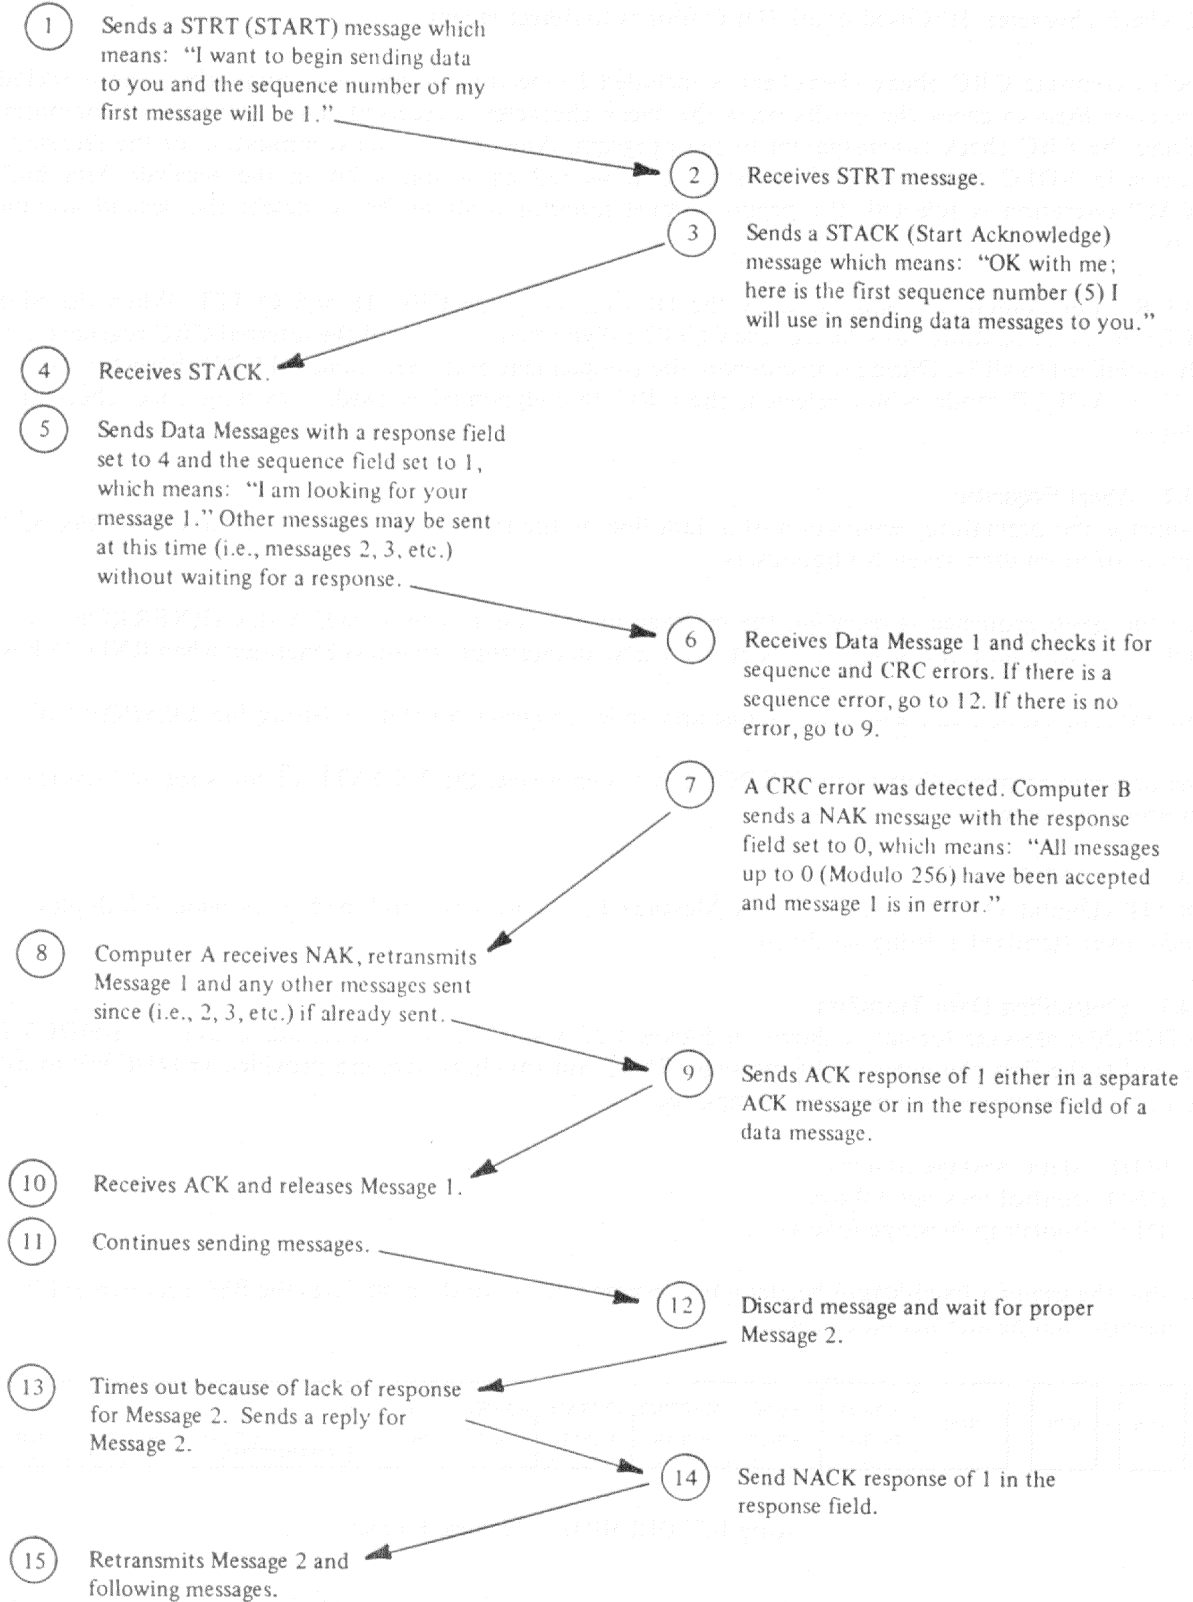 1 Sends a STRT (START) message which
means: “I want to begin sending data
to you and the sequence number of my
first message will be 1.”
2 Receives STRT message.
3 Sends a STACK (Start Acknowledge)
message which means: “OK with me;
here is the first sequence number (5) I
will use in sending data messages to you.”
4 Receives STACK.
5 Sends Data Messages with a response field
set to 4 and the sequence field set to 1,
which means: “I am looking for your
message 1.” Other messages may be sent
at this time (i.e., messages 2, 3, etc.)
without waiting for a response.
6 Receives Data Message 1 and checks it for
sequence and CRC errors. If there is a
sequence error, go to 12. If there is no
error, go to 9.
7 A CRC error was detected. Computer B
sends a NAK message with the response
field set to 0, which means: “All messages
up to 0 (Modulo 256) have been accepted
and message 1 is in error.”
8 Computer A receives NAK, retransmits
Message 1 and any other messages sent
since (i.e., 2, 3, etc.) if already sent.
9 Sends ACK response of 1 either in a separate
ACK message or in the response field of a
data message.
10 Receives ACK and releases Message 1.
11 Continues sending messages.
12 Discard message and wait for proper
Message 2.
13 Times out because of lack of response
for Message 2. Sends a reply for
Message 2.
14 Send NACK response of 1 in the
response field.
15 Retransmits Message 2 and
following messages.